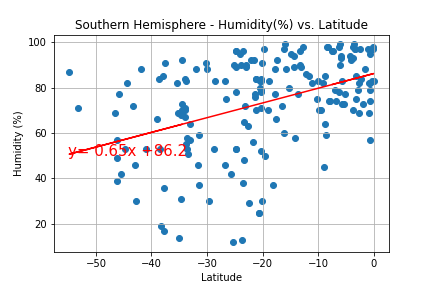 Southern Hemisphere - Humidity(%) vs. Latitude
Humidity (%)
100
80
60
40
20
y= 0.65x +86.2
−50
−40
−30
−20
−10
0
Latitude